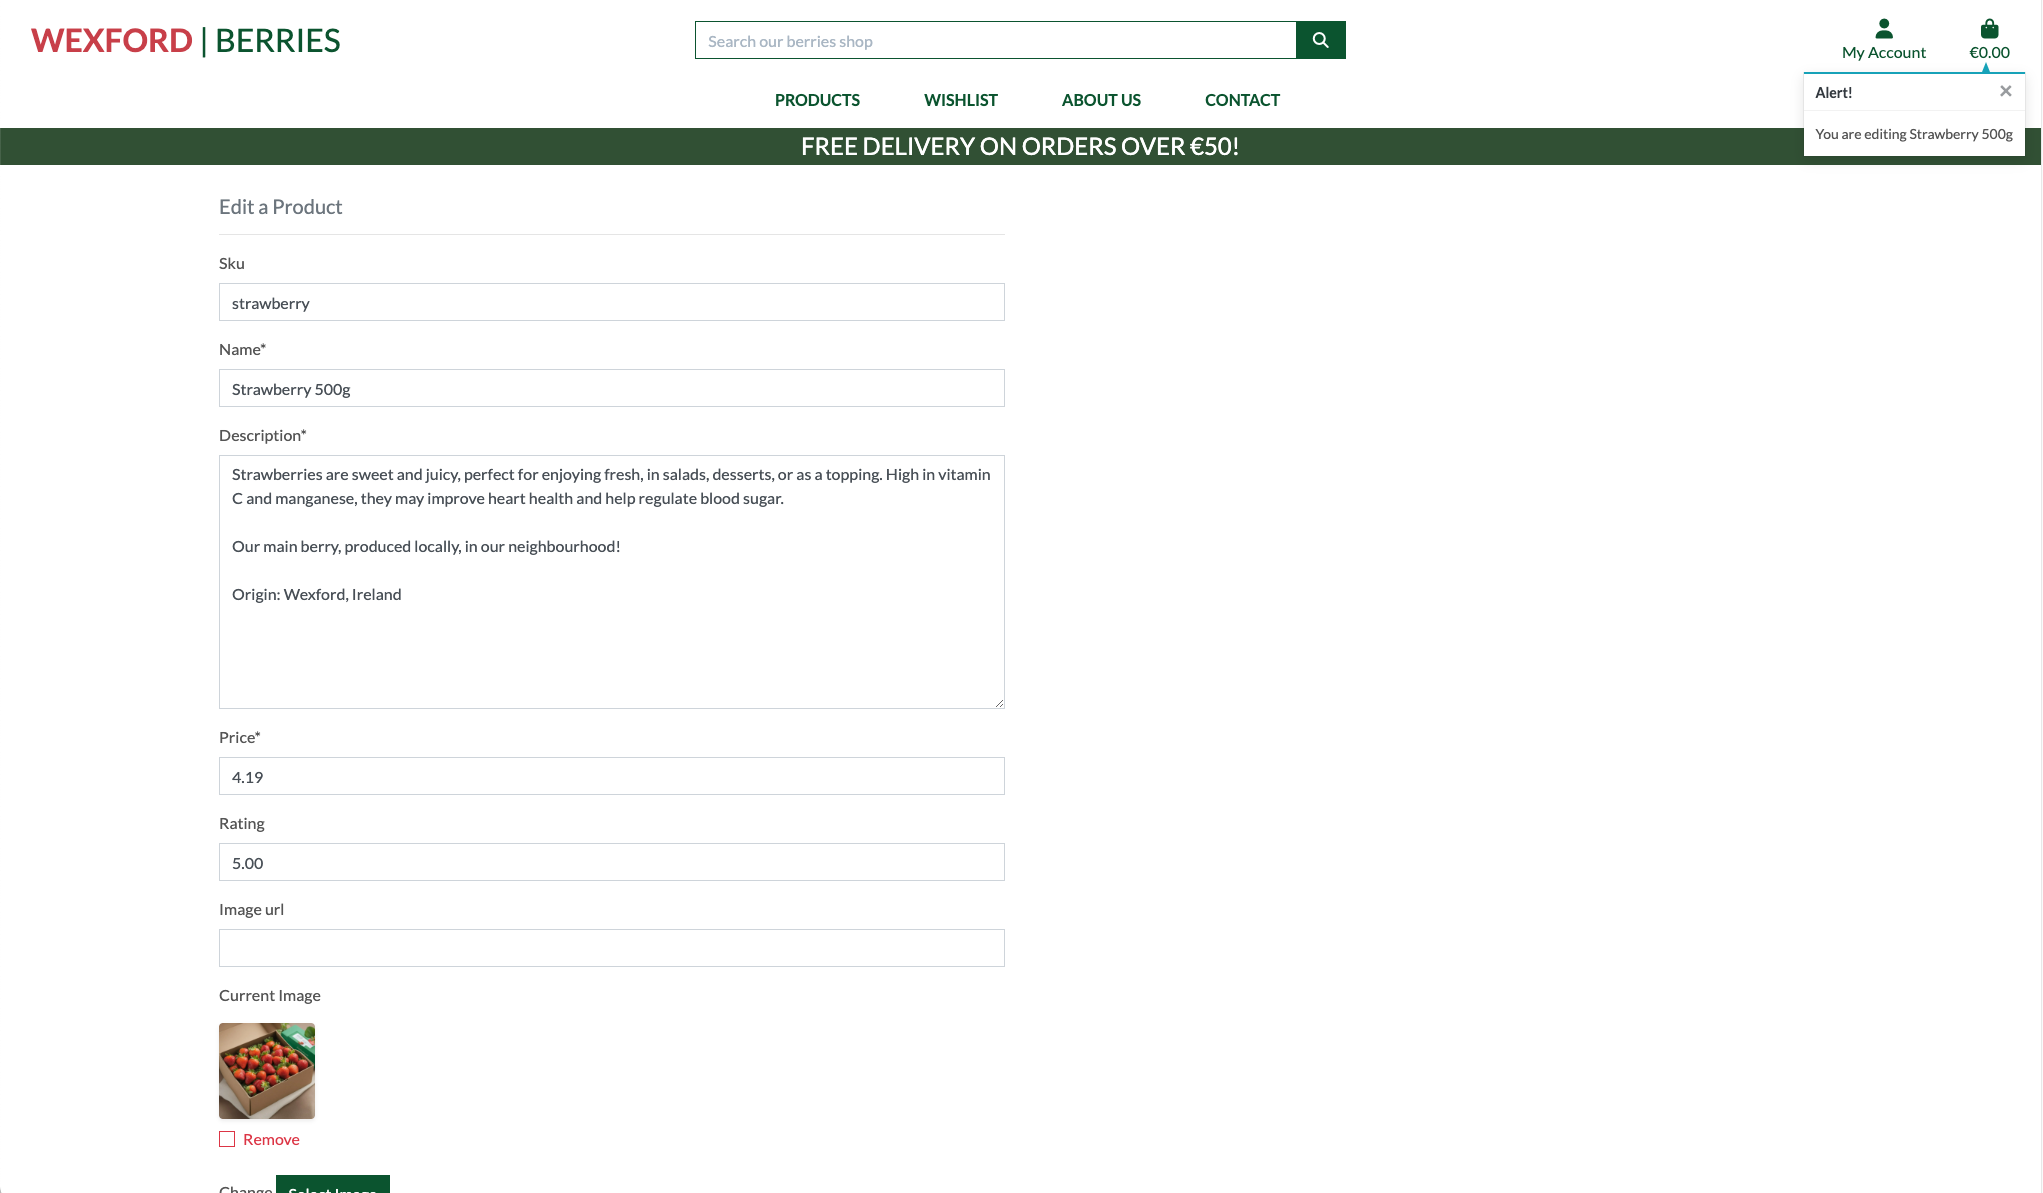 WEXFORD | BERRIES
Search our berries shop
My Account
€0.00
PRODUCTS WISHLIST ABOUT US CONTACT
Alert!
You are editing Strawberry 500g
FREE DELIVERY ON ORDERS OVER €50!
Edit a Product
Sku
strawberry
Name*
Strawberry 500g
Description*
Strawberries are sweet and juicy, perfect for enjoying fresh, in salads, desserts, or as a topping. High in vitamin
C and manganese, they may improve heart health and help regulate blood sugar.
Our main berry, produced locally, in our neighbourhood!
Origin: Wexford, Ireland
Price*
4.19
Rating
5.00
Image url
Current Image
Remove
Change Select Image